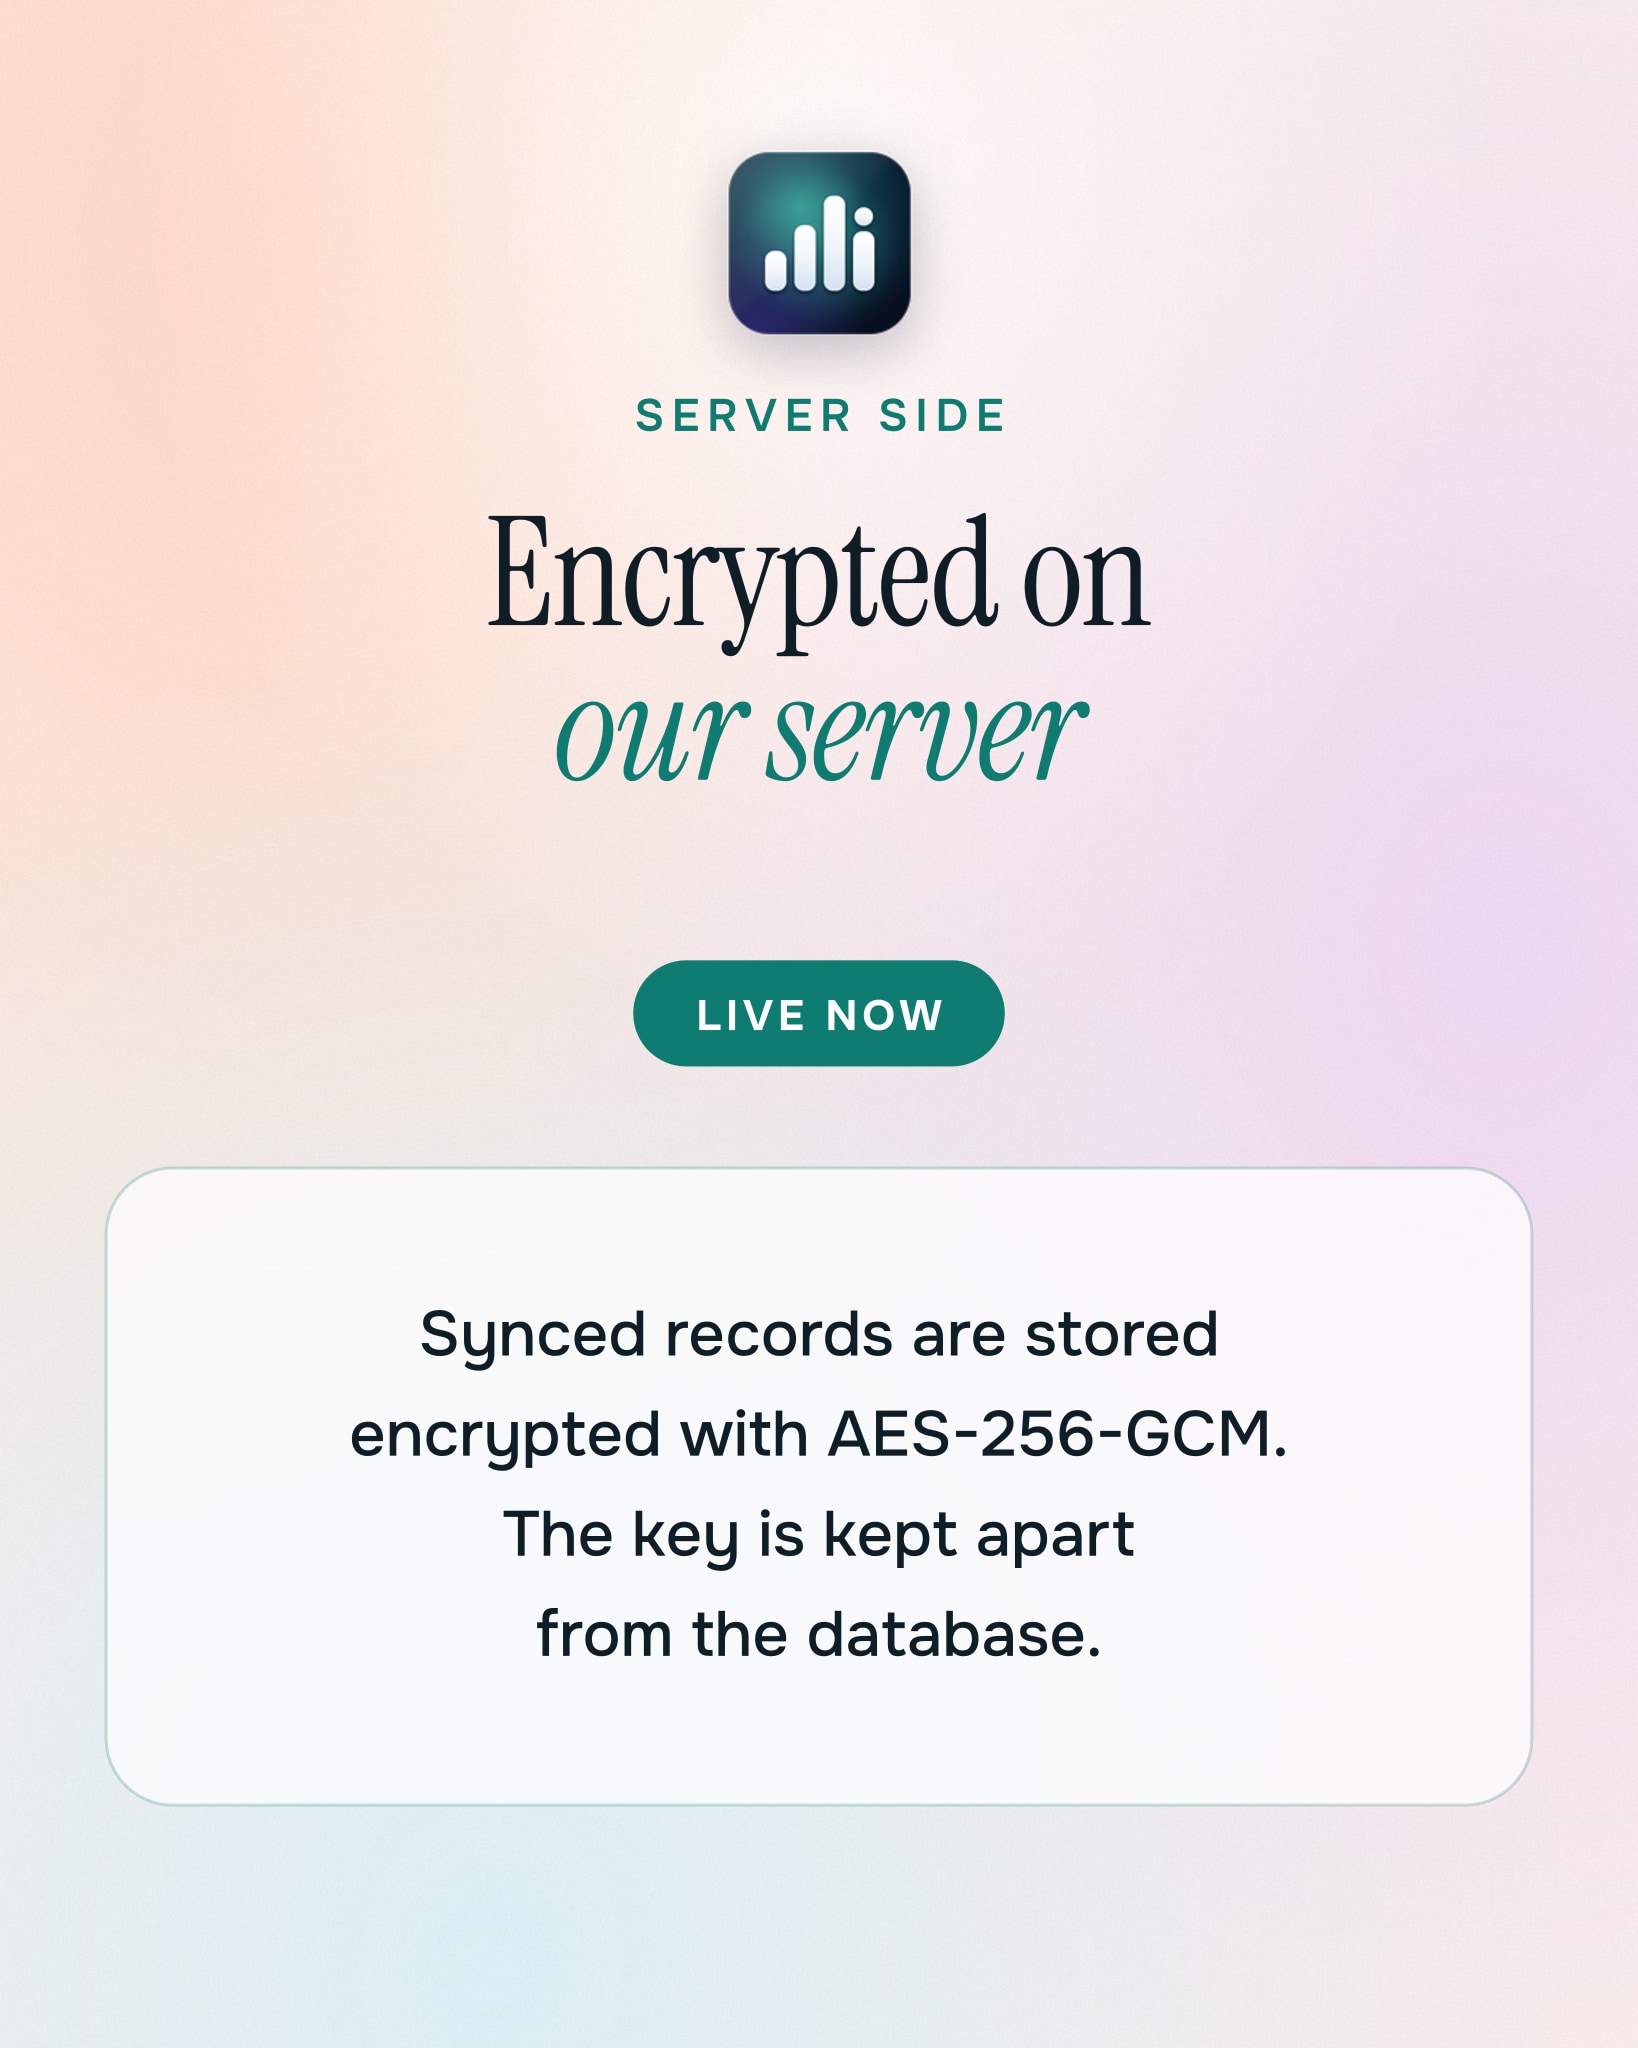 SERVER SIDE
Encrypted on
our server
LIVE NOW
Synced records are stored
encrypted with AES-256-GCM.
The key is kept apart
from the database.